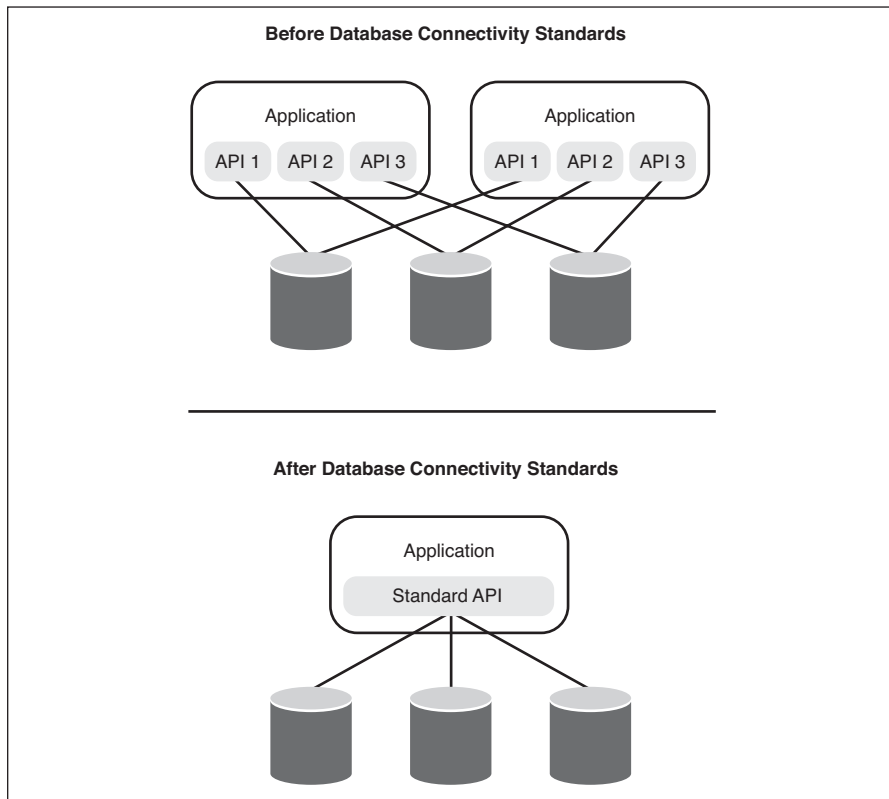 Before Database Connectivity Standards
Application
Application
API 1
API 2
API 3
API 1
API 2
API 3
After Database Connectivity Standards
Application
Standard API